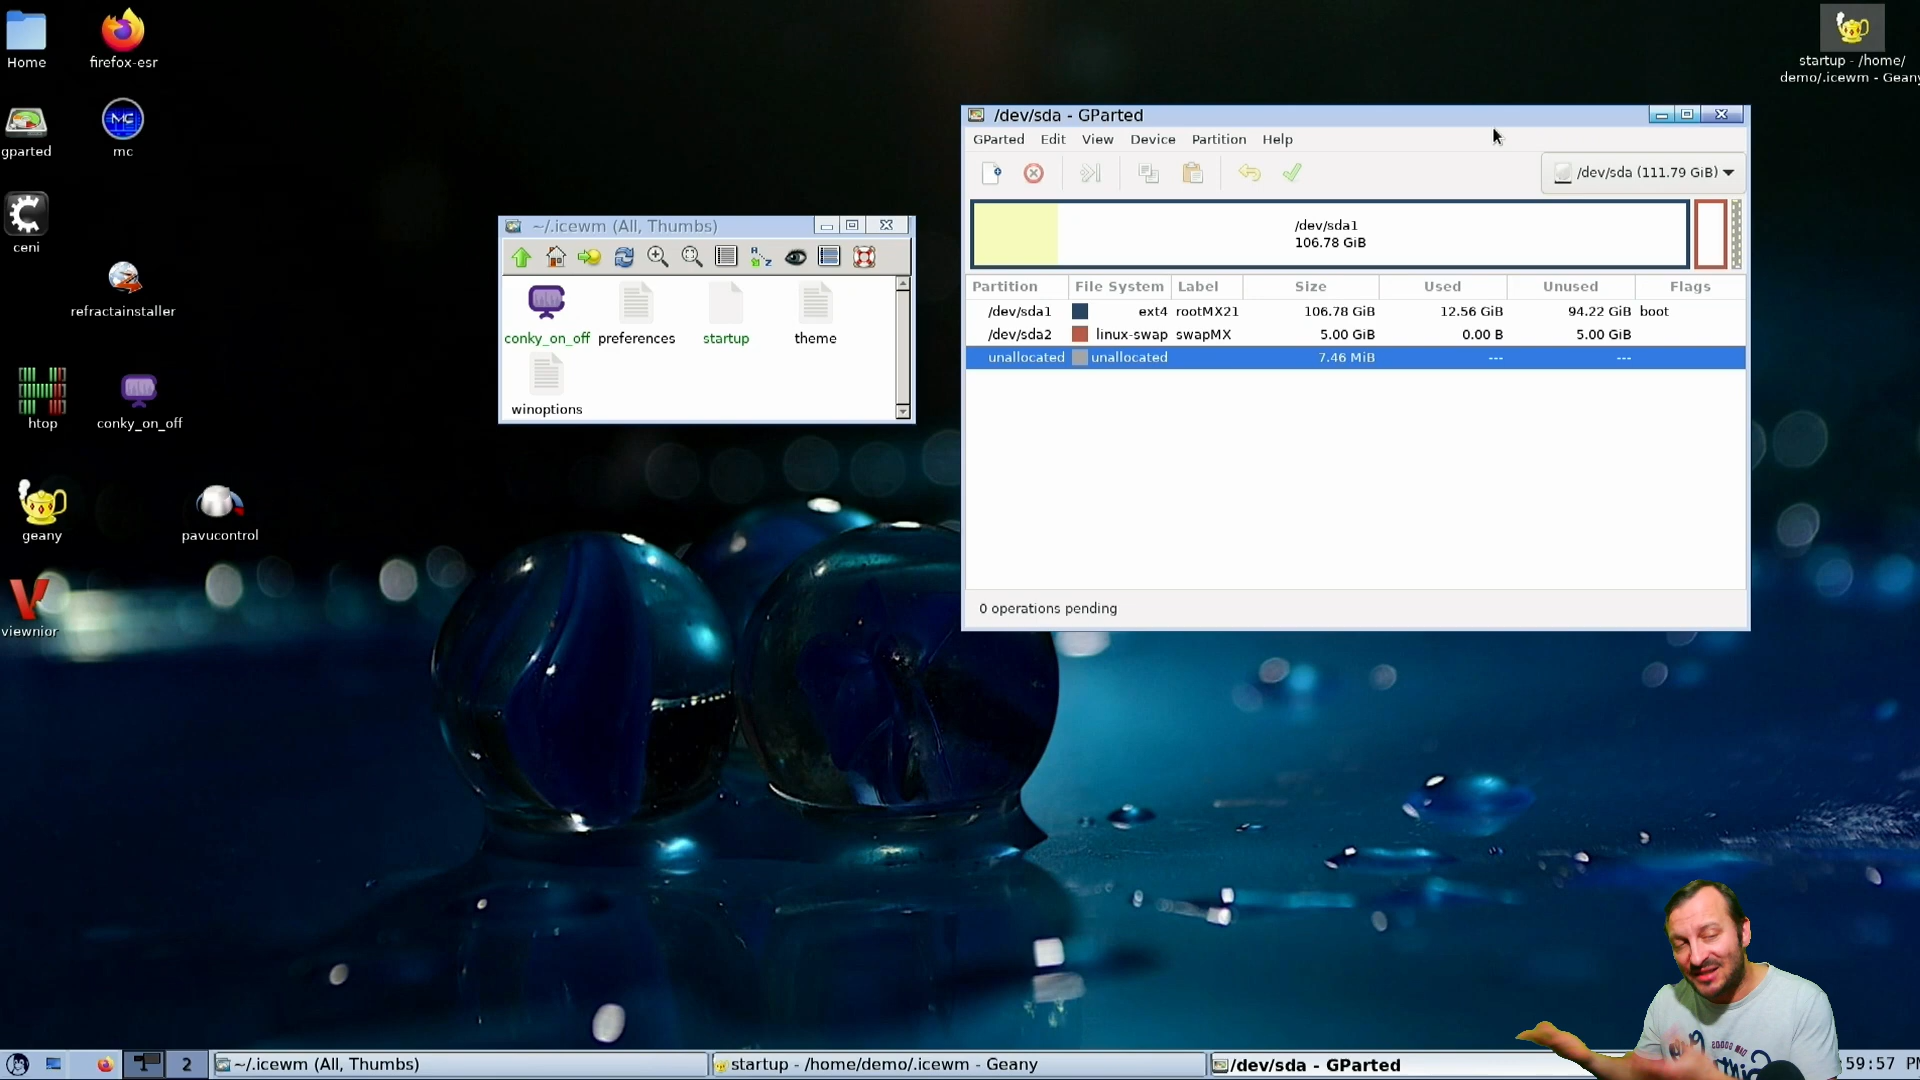 Home
firefox-esr
startup - /home/
demo/.icewm - Geany
gparted
mc
ceni
refractainstaller
htop
conky_on_off
geany
pavucontrol
viewnior
~/.icewm (All, Thumbs)
conky_on_off
preferences
startup
theme
winoptions
/dev/sda - GParted
GParted Edit View Device Partition Help
/dev/sda (111.79 GiB)
/dev/sda1
106.78 GiB
Partition File System Label Size Used Unused Flags
/dev/sda1 ext4 rootMX21 106.78 GiB 12.56 GiB 94.22 GiB boot
/dev/sda2 linux-swap swapMX 5.00 GiB 0.00 B 5.00 GiB
unallocated unallocated 7.46 MiB --- ---
0 operations pending
2
~/.icewm (All, Thumbs)
startup - /home/demo/.icewm - Geany
/dev/sda - GParted
:59:57